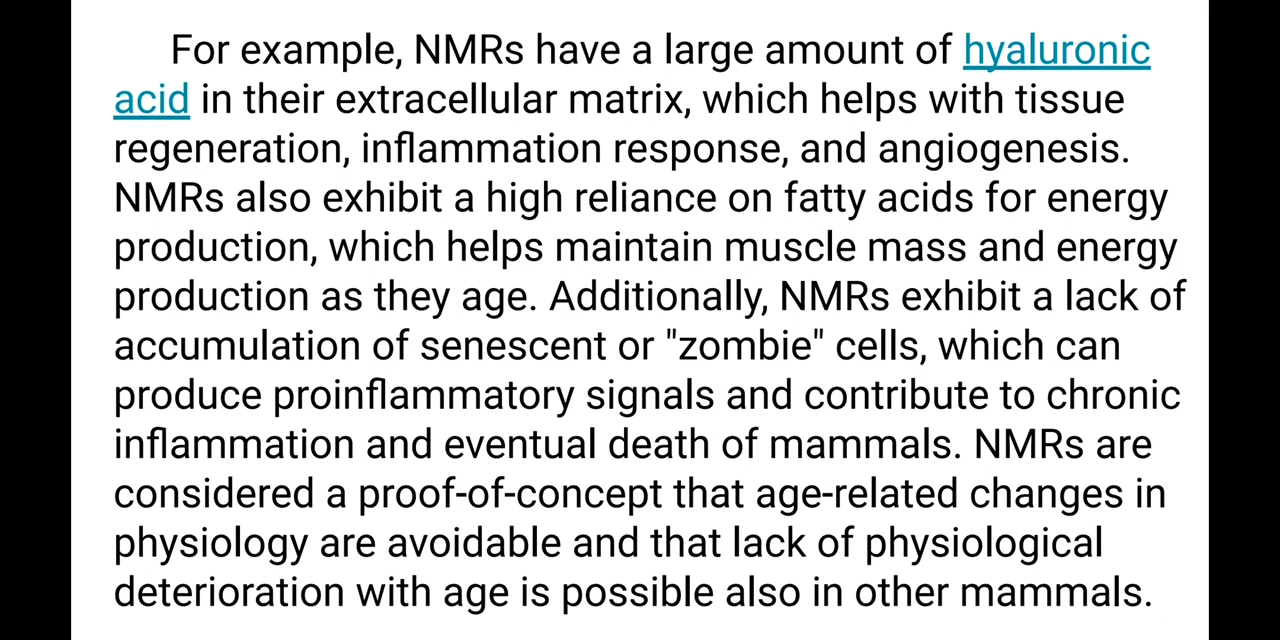 For example, NMRs have a large amount of hyaluronic
acid in their extracellular matrix, which helps with tissue
regeneration, inflammation response, and angiogenesis.
NMRs also exhibit a high reliance on fatty acids for energy
production, which helps maintain muscle mass and energy
production as they age. Additionally, NMRs exhibit a lack of
accumulation of senescent or "zombie" cells, which can
produce proinflammatory signals and contribute to chronic
inflammation and eventual death of mammals. NMRs are
considered a proof-of-concept that age-related changes in
physiology are avoidable and that lack of physiological
deterioration with age is possible also in other mammals.